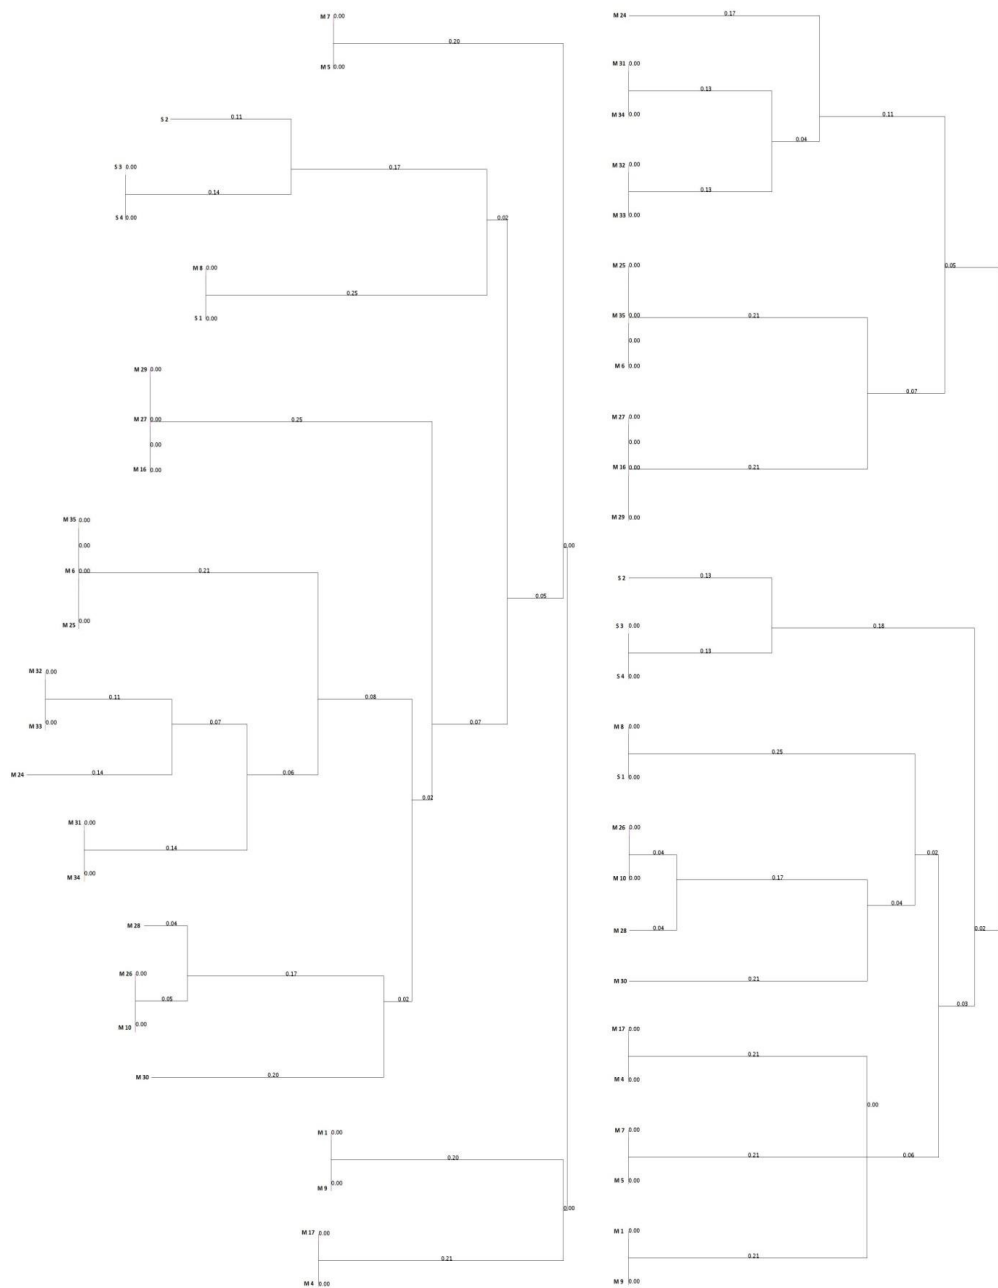 M 7 0.00
0.20
M 5 0.00
0.11
S 2
S 3 0.00
0.17
0.14
S 4 0.00
0.02
M 8 0.00
0.25
S 1 0.00
M 29 0.00
M 27 0.00 0.25
0.00
M 16 0.00
M 35 0.00
0.00
M 6 0.00 0.21
0.00
M 25
0.00
0.05
M 32 0.00
0.11
0.08
M 33 0.00
0.07
0.07
M 24 0.14
0.06
0.02
M 31 0.00
0.14
M 34 0.00
M 28 0.04
M 26 0.00
0.17
0.05
0.02
M 10 0.00
M 30 0.20
M 1 0.00
0.20
M 9 0.00
0.00
M 17 0.00
0.21
M 4 0.00
M 24 0.17
M 31 0.00
0.13
M 34 0.00
0.11
0.04
M 32 0.00
0.13
M 33 0.00
M 25 0.00
0.05
M 35 0.00 0.21
0.00
M 6 0.00
0.07
M 27 0.00
0.00
M 16 0.00 0.21
M 29 0.00
S 2 0.13
S 3 0.00
0.18
0.13
S 4 0.00
M 8 0.00
0.25
S 1 0.00
M 26 0.00
0.04
0.02
M 10 0.00
0.17
0.04
M 28 0.04
0.02
M 30 0.21
0.03
M 17 0.00
0.21
M 4 0.00
0.00
M 7 0.00
0.21
0.06
M 5 0.00
M 1 0.00
0.21
M 9 0.00